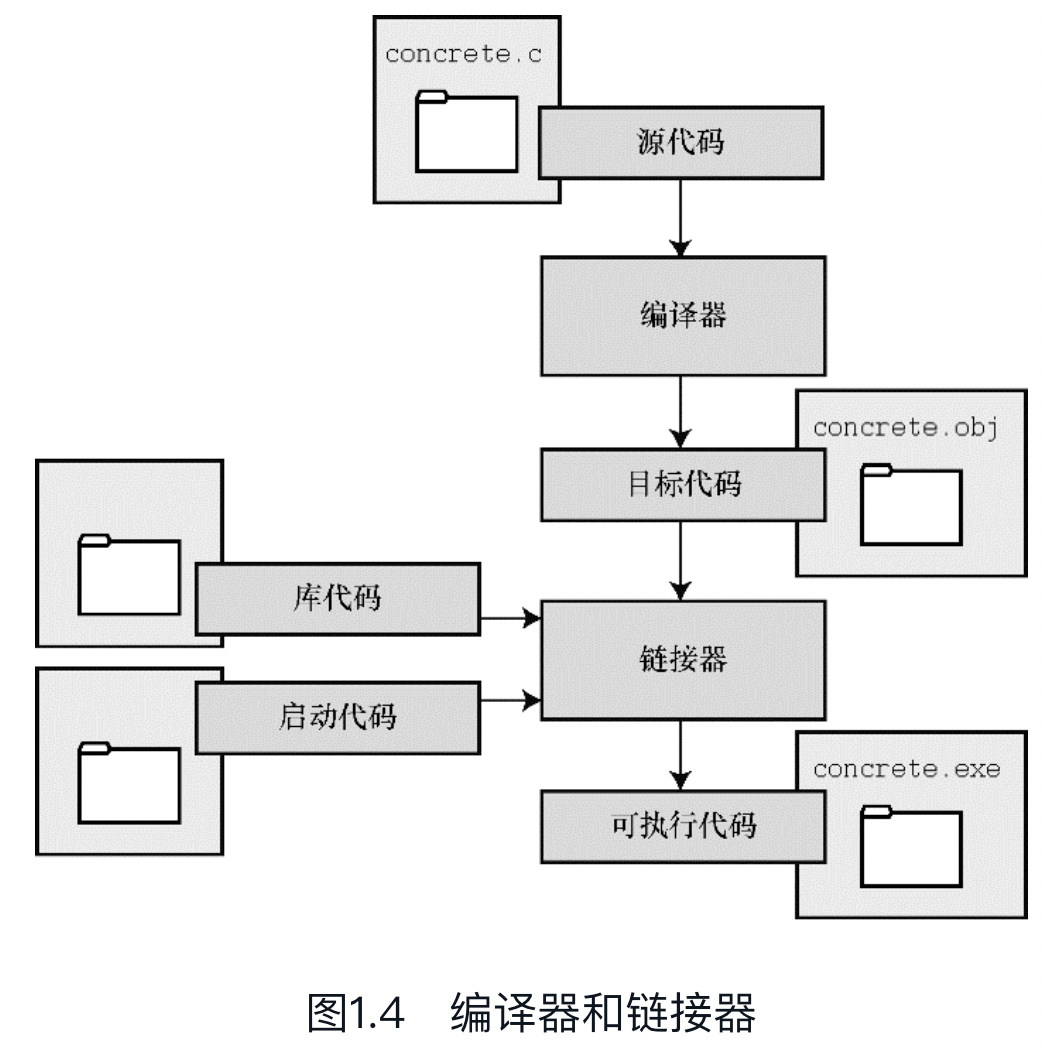 concrete.c
源代码
编译器
concrete.obj
目标代码
库代码
链接器
启动代码
concrete.exe
可执行代码
图1.4 编译器和链接器